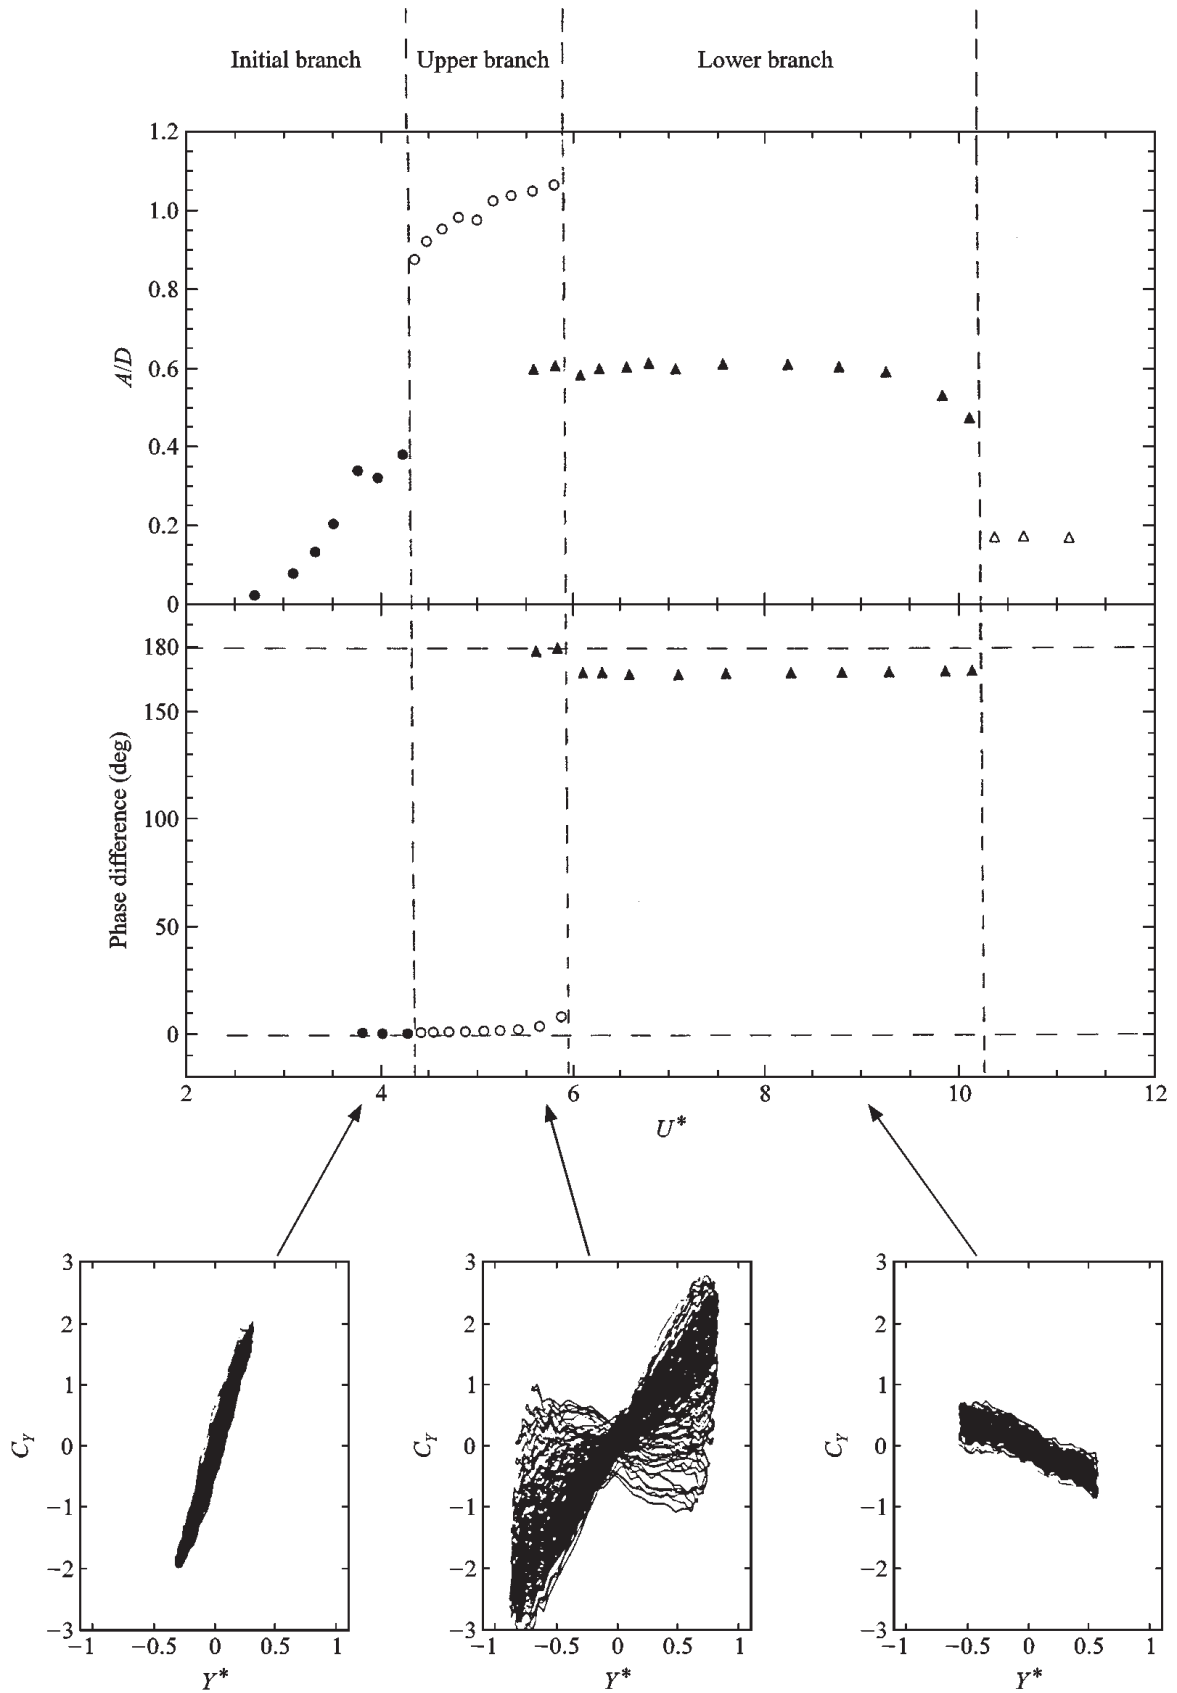 Initial branch Upper branch Lower branch
1.2
1.0
0.8
A/D
0.6
0.4
0.2
0
180
150
Phase difference (deg)
100
50
0
2 4 6 8 10 12
U*
3 3 3
2 2 2
1 1 1
C_Y 0 C_Y 0 C_Y 0
−1 −1 −1
−2 −2 −2
−3 −3 −3
−1 −0.5 0 0.5 1 −1 −0.5 0 0.5 1 −1 −0.5 0 0.5 1
Y* Y* Y*